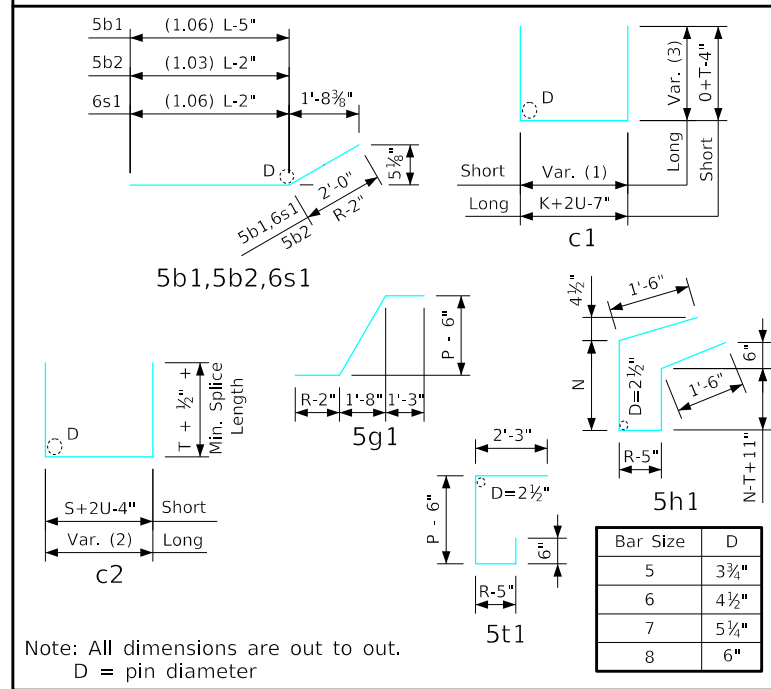 5b1 (1.06) L-5"
5b2 (1.03) L-2"
6s1 (1.06) L-2" 1'-8⅜"
D
5⅛"
2'-0"
R-2"
5b1,6s1
5b2
5b1,5b2,6s1
D
Var. (3)
0+T-4"
Long
Short
Short Var. (1)
Long K+2U-7"
c1
D
T + ½" +
Min. Splice
Length
S+2U-4" Short
Var. (2) Long
c2
P - 6"
R-2" 1'-8" 1'-3"
5g1
4½"
1'-6"
N
D=2½"
6"
1'-6"
N-T+11"
R-5"
5h1
2'-3"
D=2½"
P - 6"
6"
R-5"
5t1
Bar Size D
5 3¾"
6 4½"
7 5¼"
8 6"
Note: All dimensions are out to out.
D = pin diameter